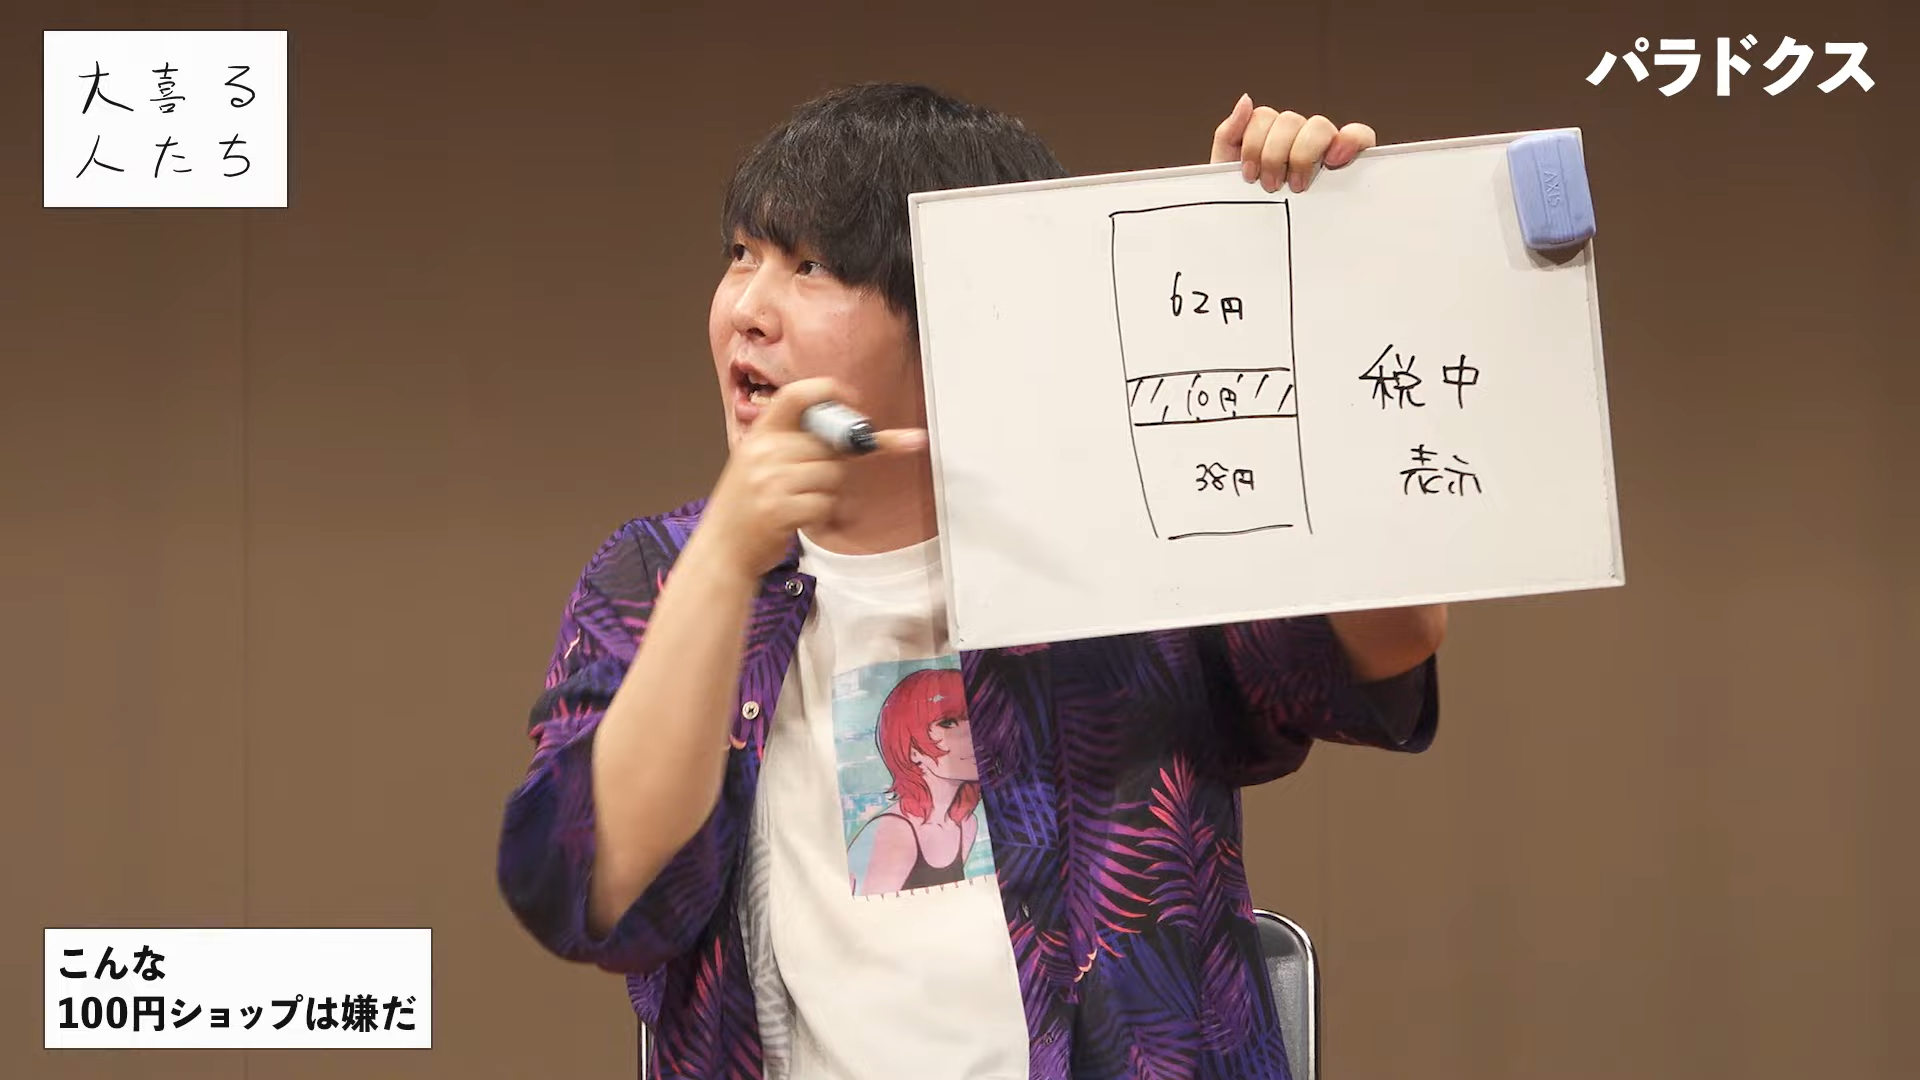 大喜る
人たち
パラドクス
AXIS
62円
10円
38円
税中
表示
こんな
100円ショップは嫌だ